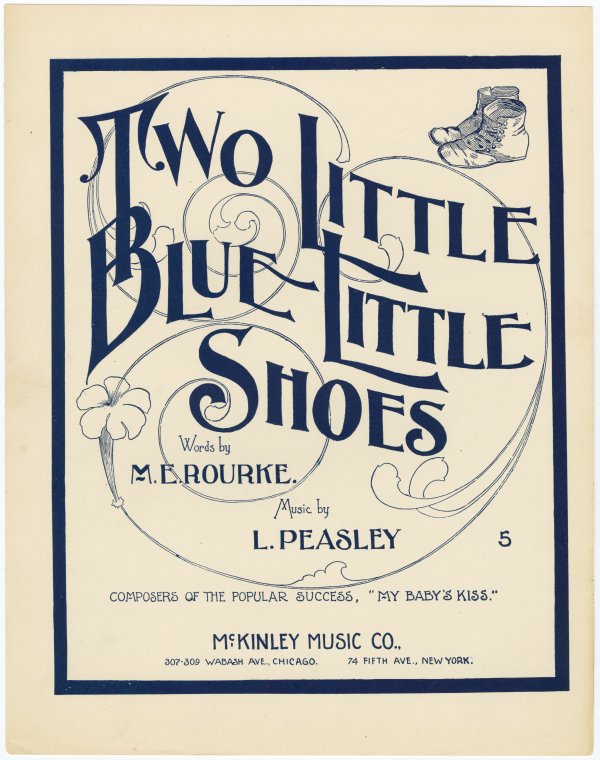 TWO LITTLE
BLUE LITTLE
SHOES
Words by
M.E. ROURKE.
Music by
L. PEASLEY
5
COMPOSERS OF THE POPULAR SUCCESS, "MY BABY'S KISS."
McKINLEY MUSIC CO.,
307-309 WABASH AVE., CHICAGO. 74 FIFTH AVE., NEW YORK.